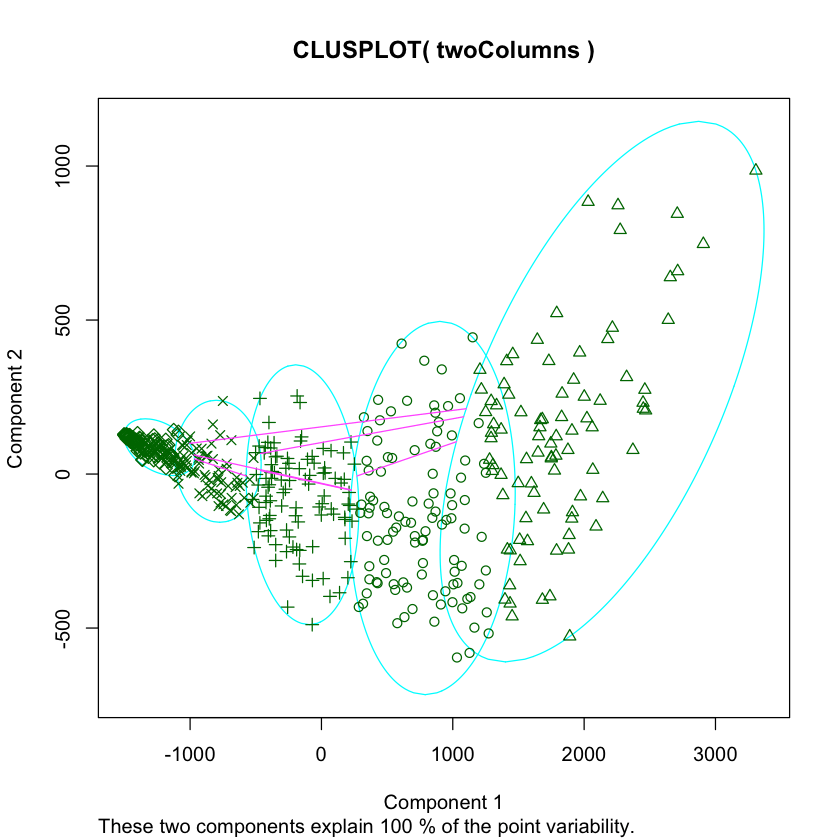 CLUSPLOT( twoColumns )
Component 2
1000
500
0
-500
-1000 0 1000 2000 3000
Component 1
These two components explain 100 % of the point variability.